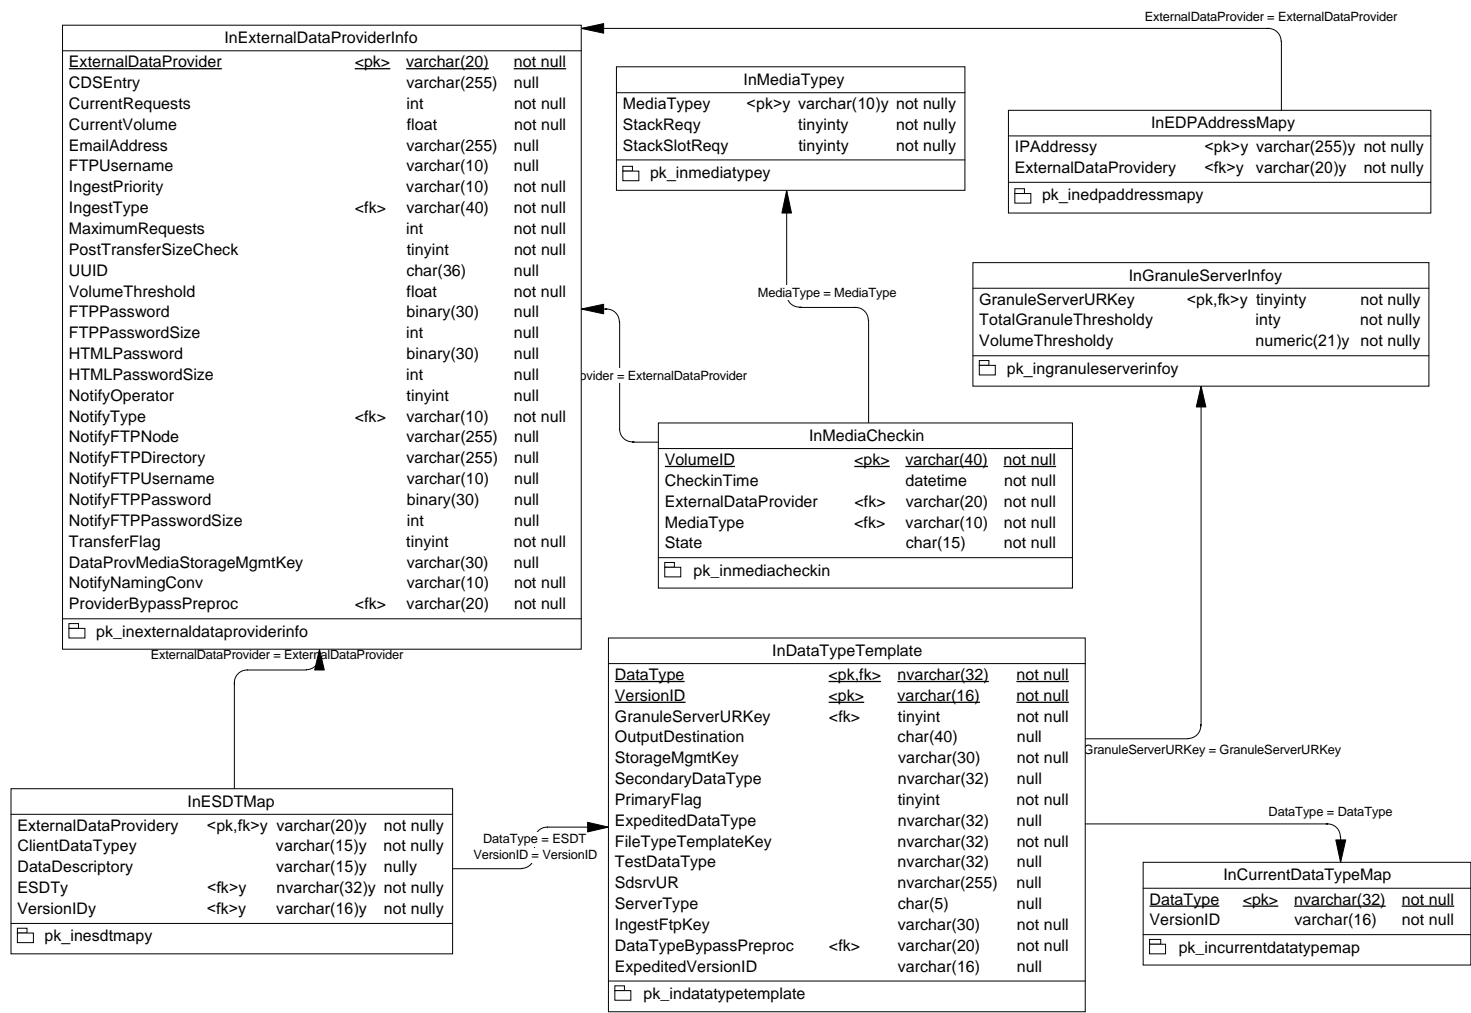 ExternalDataProvider = ExternalDataProvider
InExternalDataProviderInfo
ExternalDataProvider <pk> varchar(20) not null
CDSEntry varchar(255) null
CurrentRequests int not null
CurrentVolume float not null
EmailAddress varchar(255) null
FTPUsername varchar(10) null
IngestPriority varchar(10) not null
IngestType <fk> varchar(40) not null
MaximumRequests int not null
PostTransferSizeCheck tinyint not null
UUID char(36) null
VolumeThreshold float not null
FTPPassword binary(30) null
FTPPasswordSize int null
HTMLPassword binary(30) null
HTMLPasswordSize int null
NotifyOperator tinyint null
NotifyType <fk> varchar(10) not null
NotifyFTPNode varchar(255) null
NotifyFTPDirectory varchar(255) null
NotifyFTPUsername varchar(10) null
NotifyFTPPassword binary(30) null
NotifyFTPPasswordSize int null
TransferFlag tinyint not null
DataProvMediaStorageMgmtKey varchar(30) null
NotifyNamingConv varchar(10) not null
ProviderBypassPreproc <fk> varchar(20) not null
pk_inexternaldataproviderinfo
InMediaTypey
MediaTypey <pk>y varchar(10)y not nully
StackReqy tinyinty not nully
StackSlotReqy tinyinty not nully
pk_inmediatypey
InEDPAddressMapy
IPAddressy <pk>y varchar(255)y not nully
ExternalDataProvidery <fk>y varchar(20)y not nully
pk_inedpaddressmapy
MediaType = MediaType
InGranuleServerInfoy
GranuleServerURKey <pk,fk>y tinyinty not nully
TotalGranuleThresholdy inty not nully
VolumeThresholdy numeric(21)y not nully
pk_ingranuleserverinfoy
ovider = ExternalDataProvider
InMediaCheckin
VolumeID <pk> varchar(40) not null
CheckinTime datetime not null
ExternalDataProvider <fk> varchar(20) not null
MediaType <fk> varchar(10) not null
State char(15) not null
pk_inmediacheckin
ExternalDataProvider = ExternalDataProvider
InDataTypeTemplate
DataType <pk,fk> nvarchar(32) not null
VersionID <pk> varchar(16) not null
GranuleServerURKey <fk> tinyint not null
OutputDestination char(40) null
StorageMgmtKey varchar(30) not null
SecondaryDataType nvarchar(32) null
PrimaryFlag tinyint not null
ExpeditedDataType nvarchar(32) null
FileTypeTemplateKey nvarchar(32) not null
TestDataType nvarchar(32) null
SdsrvUR nvarchar(255) null
ServerType char(5) null
IngestFtpKey varchar(30) not null
DataTypeBypassPreproc <fk> varchar(20) not null
ExpeditedVersionID varchar(16) null
pk_indatatypetemplate
GranuleServerURKey = GranuleServerURKey
InESDTMap
ExternalDataProvidery <pk,fk>y varchar(20)y not nully
ClientDataTypey varchar(15)y not nully
DataDescriptory varchar(15)y nully
ESDTy <fk>y nvarchar(32)y not nully
VersionIDy <fk>y varchar(16)y not nully
pk_inesdtmapy
DataType = ESDT
VersionID = VersionID
DataType = DataType
InCurrentDataTypeMap
DataType <pk> nvarchar(32) not null
VersionID varchar(16) not null
pk_incurrentdatatypemap